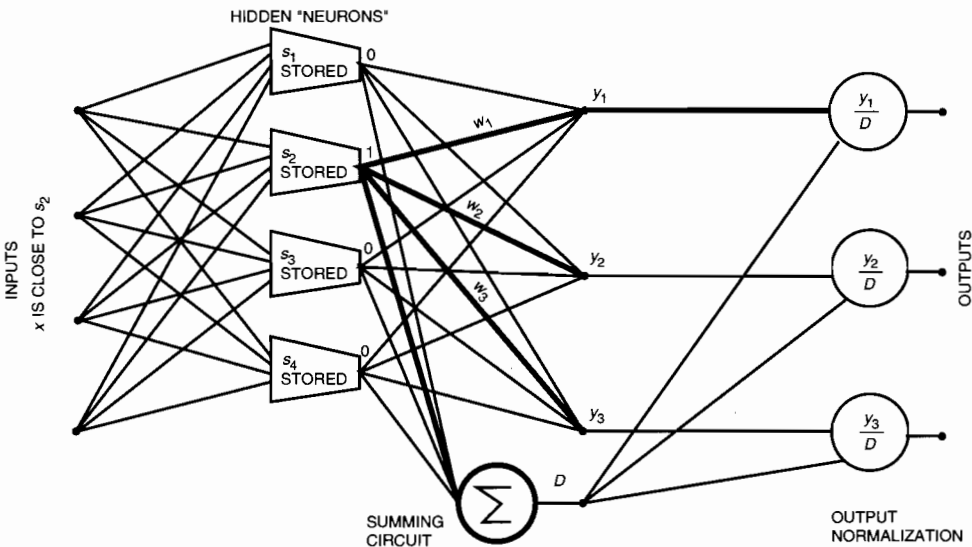 HIDDEN "NEURONS"
INPUTS
x IS CLOSE TO s2
s1
STORED
0
s2
STORED
1
s3
STORED
0
s4
STORED
0
w1
w2
w3
y1
y2
y3
Σ
D
SUMMING
CIRCUIT
y1
D
y2
D
y3
D
OUTPUTS
OUTPUT
NORMALIZATION